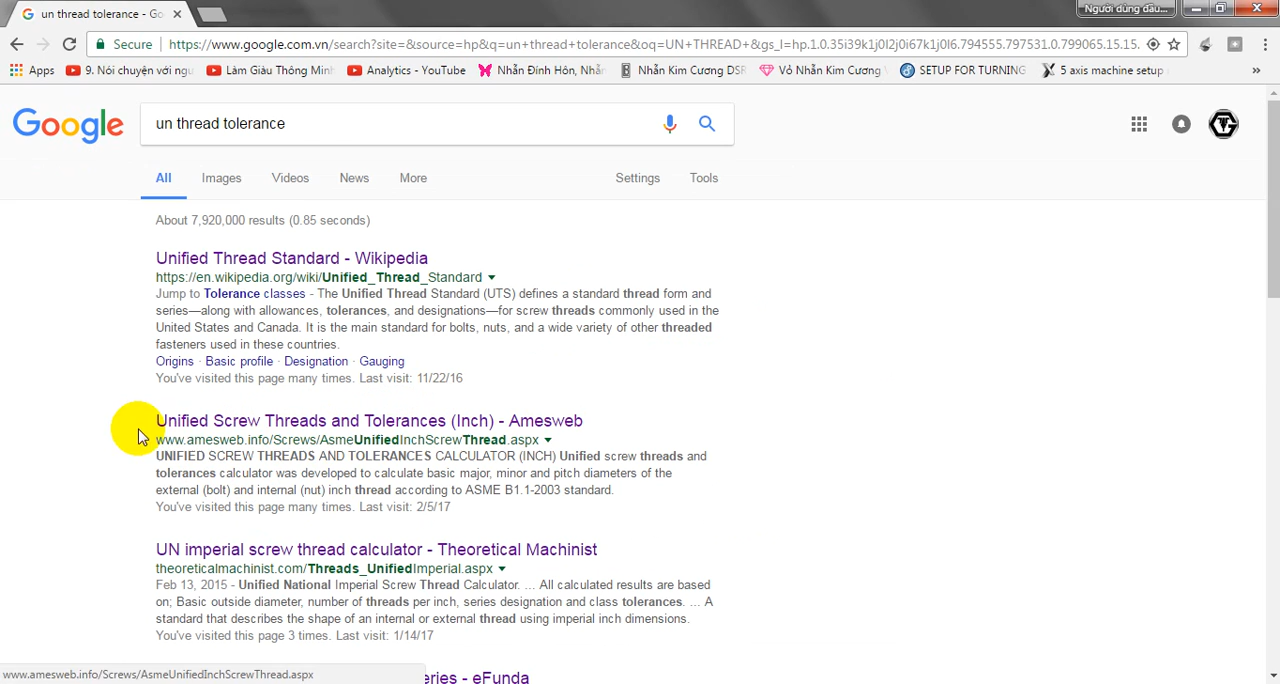 un thread tolerance - Go
Người dùng đầu...
Secure https://www.google.com.vn/search?site=&source=hp&q=un+thread+tolerance&oq=UN+THREAD+&gs_l=hp.1.0.35i39k1j0l2j0i67k1j0l6.794555.797531.0.799065.15.15.
Apps 9. Nói chuyện với ngu Làm Giàu Thông Min Analytics - YouTube Nhẫn Đính Hôn, Nhẫn Nhẫn Kim Cương DSR Vỏ Nhẫn Kim Cương SETUP FOR TURNING 5 axis machine setup
Google
un thread tolerance
All Images Videos News More Settings Tools
About 7,920,000 results (0.85 seconds)
Unified Thread Standard - Wikipedia
https://en.wikipedia.org/wiki/Unified_Thread_Standard
Jump to Tolerance classes - The Unified Thread Standard (UTS) defines a standard thread form and
series—along with allowances, tolerances, and designations—for screw threads commonly used in the
United States and Canada. It is the main standard for bolts, nuts, and a wide variety of other threaded
fasteners used in these countries.
Origins · Basic profile · Designation · Gauging
You've visited this page many times. Last visit: 11/22/16
Unified Screw Threads and Tolerances (Inch) - Amesweb
www.amesweb.info/Screws/AsmeUnifiedInchScrewThread.aspx
UNIFIED SCREW THREADS AND TOLERANCES CALCULATOR (INCH) Unified screw threads and
tolerances calculator was developed to calculate basic major, minor and pitch diameters of the
external (bolt) and internal (nut) inch thread according to ASME B1.1-2003 standard.
You've visited this page many times. Last visit: 2/5/17
UN imperial screw thread calculator - Theoretical Machinist
theoreticalmachinist.com/Threads_UnifiedImperial.aspx
Feb 13, 2015 - Unified National Imperial Screw Thread Calculator. ... All calculated results are based
on; Basic outside diameter, number of threads per inch, series designation and class tolerances. ... A
standard that describes the shape of an internal or external thread using imperial inch dimensions.
You've visited this page 3 times. Last visit: 1/14/17
www.amesweb.info/Screws/AsmeUnifiedInchScrewThread.aspx
eries - eFunda